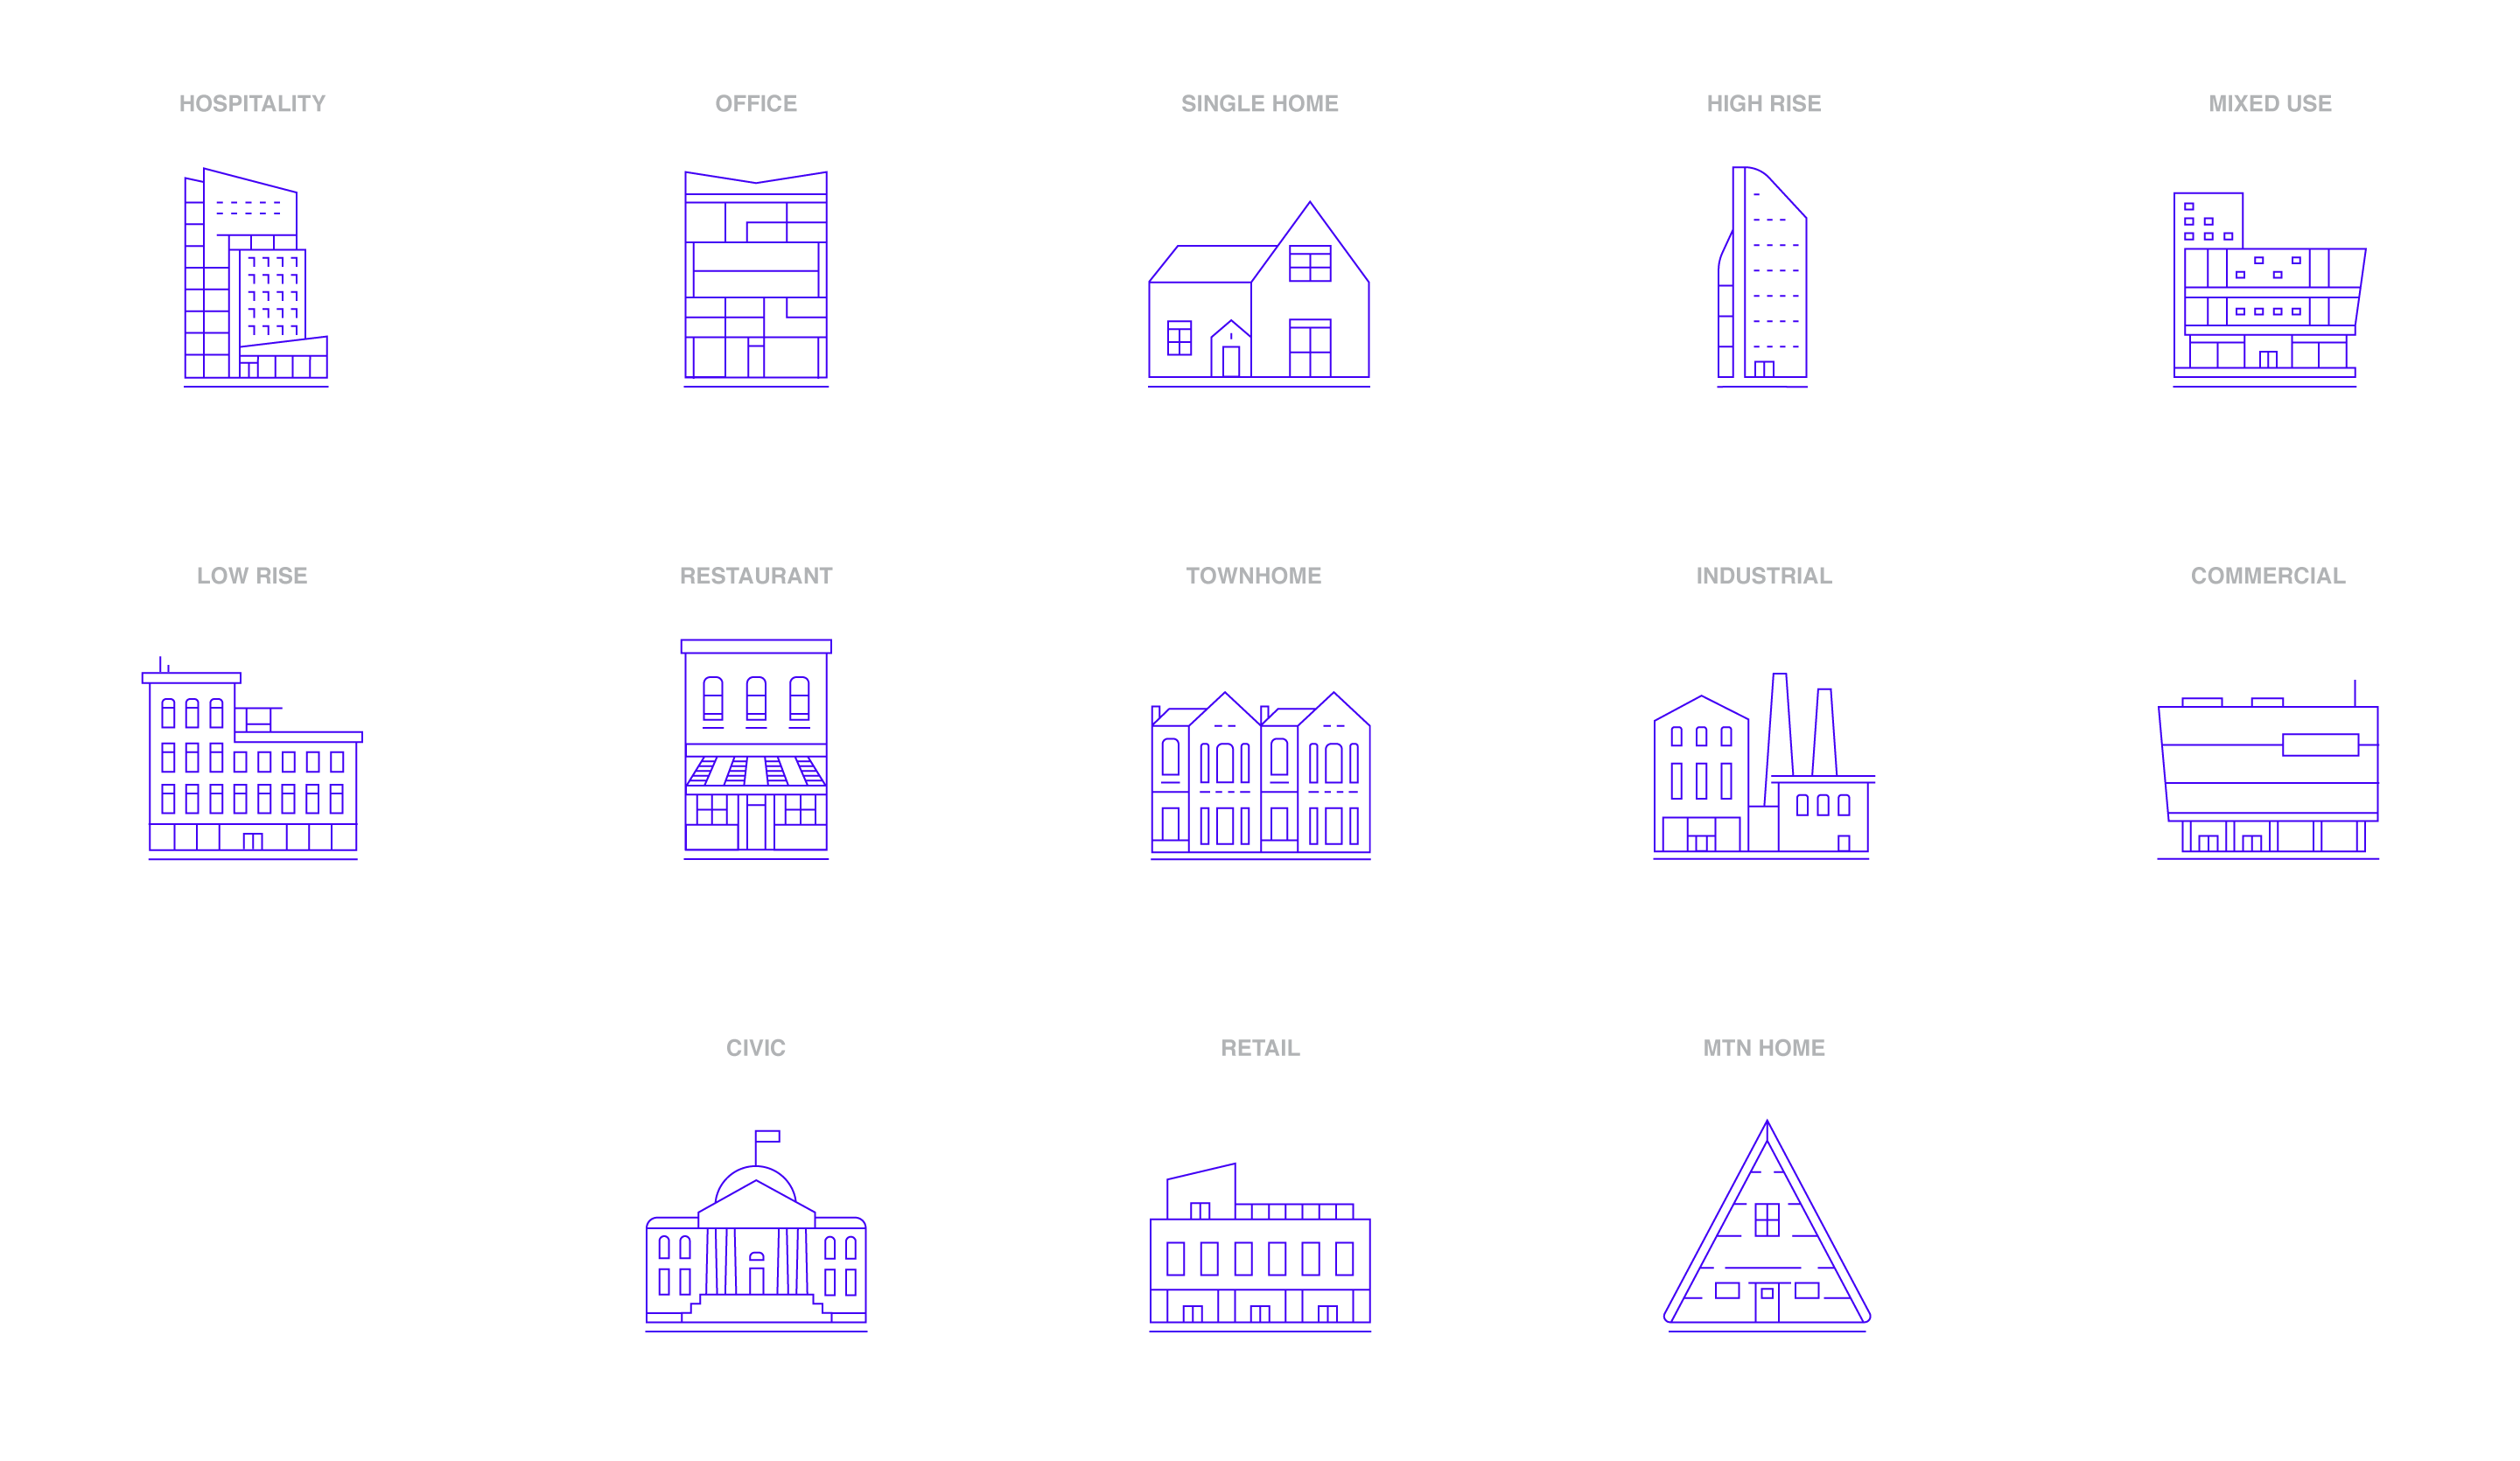 HOSPITALITY
OFFICE
SINGLE HOME
HIGH RISE
MIXED USE
LOW RISE
RESTAURANT
TOWNHOME
INDUSTRIAL
COMMERCIAL
CIVIC
RETAIL
MTN HOME